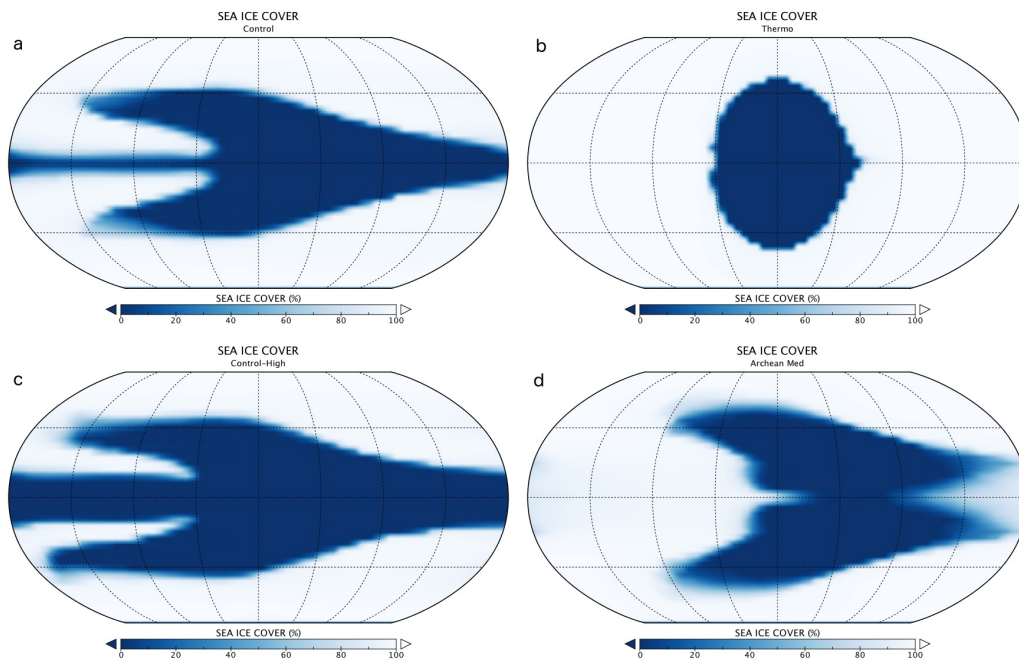 a
SEA ICE COVER
Control
SEA ICE COVER (%)
0 20 40 60 80 100
b
SEA ICE COVER
Thermo
SEA ICE COVER (%)
0 20 40 60 80 100
c
SEA ICE COVER
Control-High
SEA ICE COVER (%)
0 20 40 60 80 100
d
SEA ICE COVER
Archean Med
SEA ICE COVER (%)
0 20 40 60 80 100